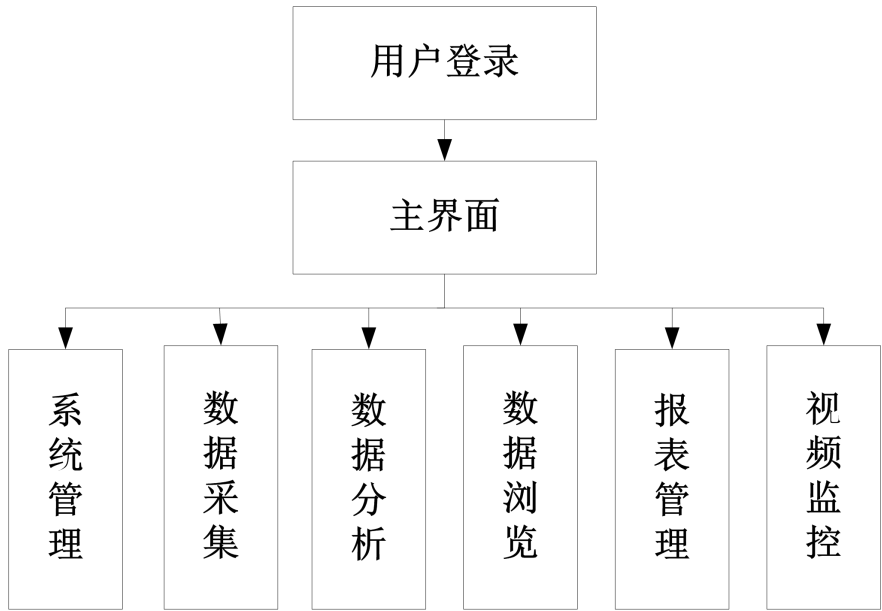 用户登录
主界面
系统管理
数据采集
数据分析
数据浏览
报表管理
视频监控